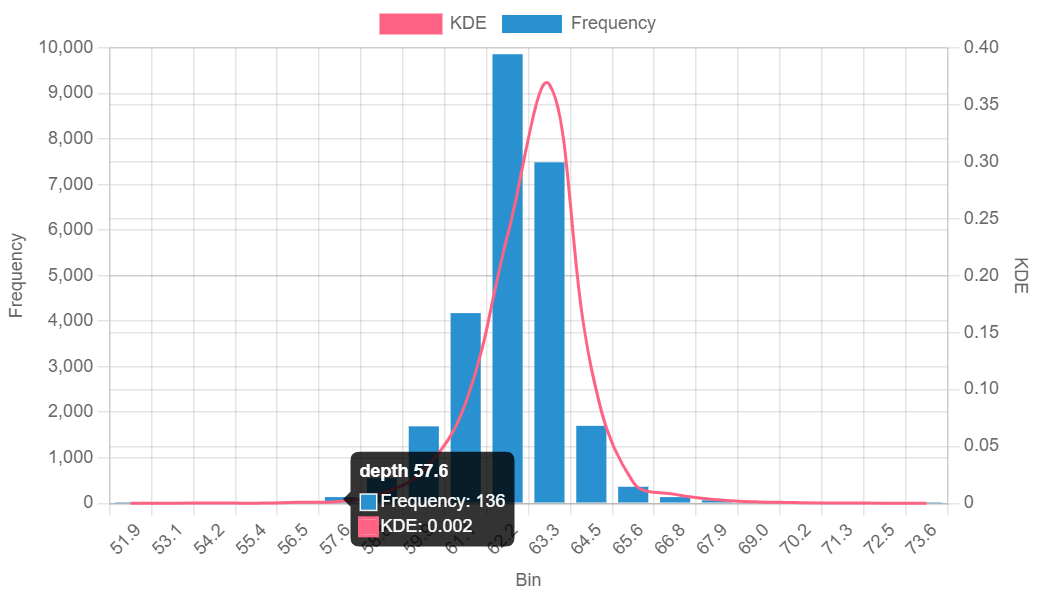 KDE Frequency
10,000 0.40
9,000
8,000 0.35
7,000 0.30
6,000 0.25
5,000 0.20
4,000 0.15
3,000
2,000 0.10
1,000 0.05
0 0
Frequency
KDE
depth 57.6
Frequency: 136
KDE: 0.002
51.9 53.1 54.2 55.4 56.5 57.6 62.2 63.3 64.5 65.6 66.8 67.9 69.0 70.2 71.3 72.5 73.6
Bin